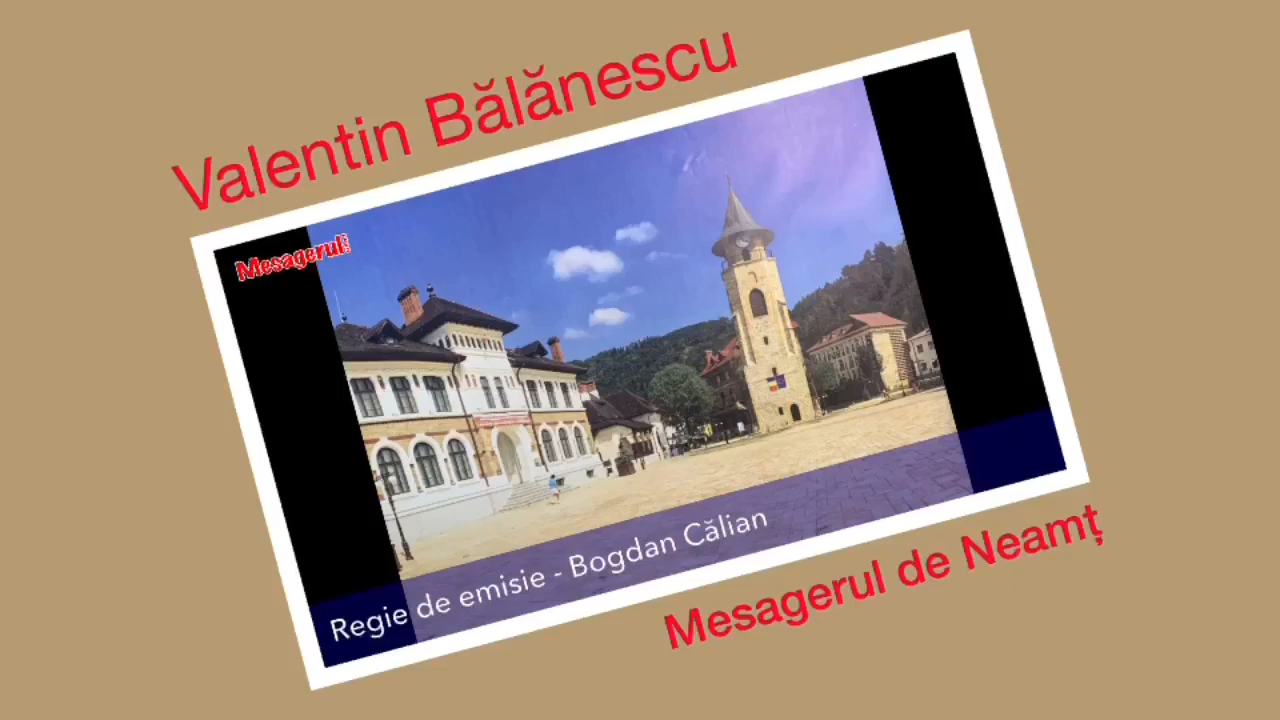 Valentin Bălănescu
Mesagerul
Regie de emisie - Bogdan Călian
Mesagerul de Neamț